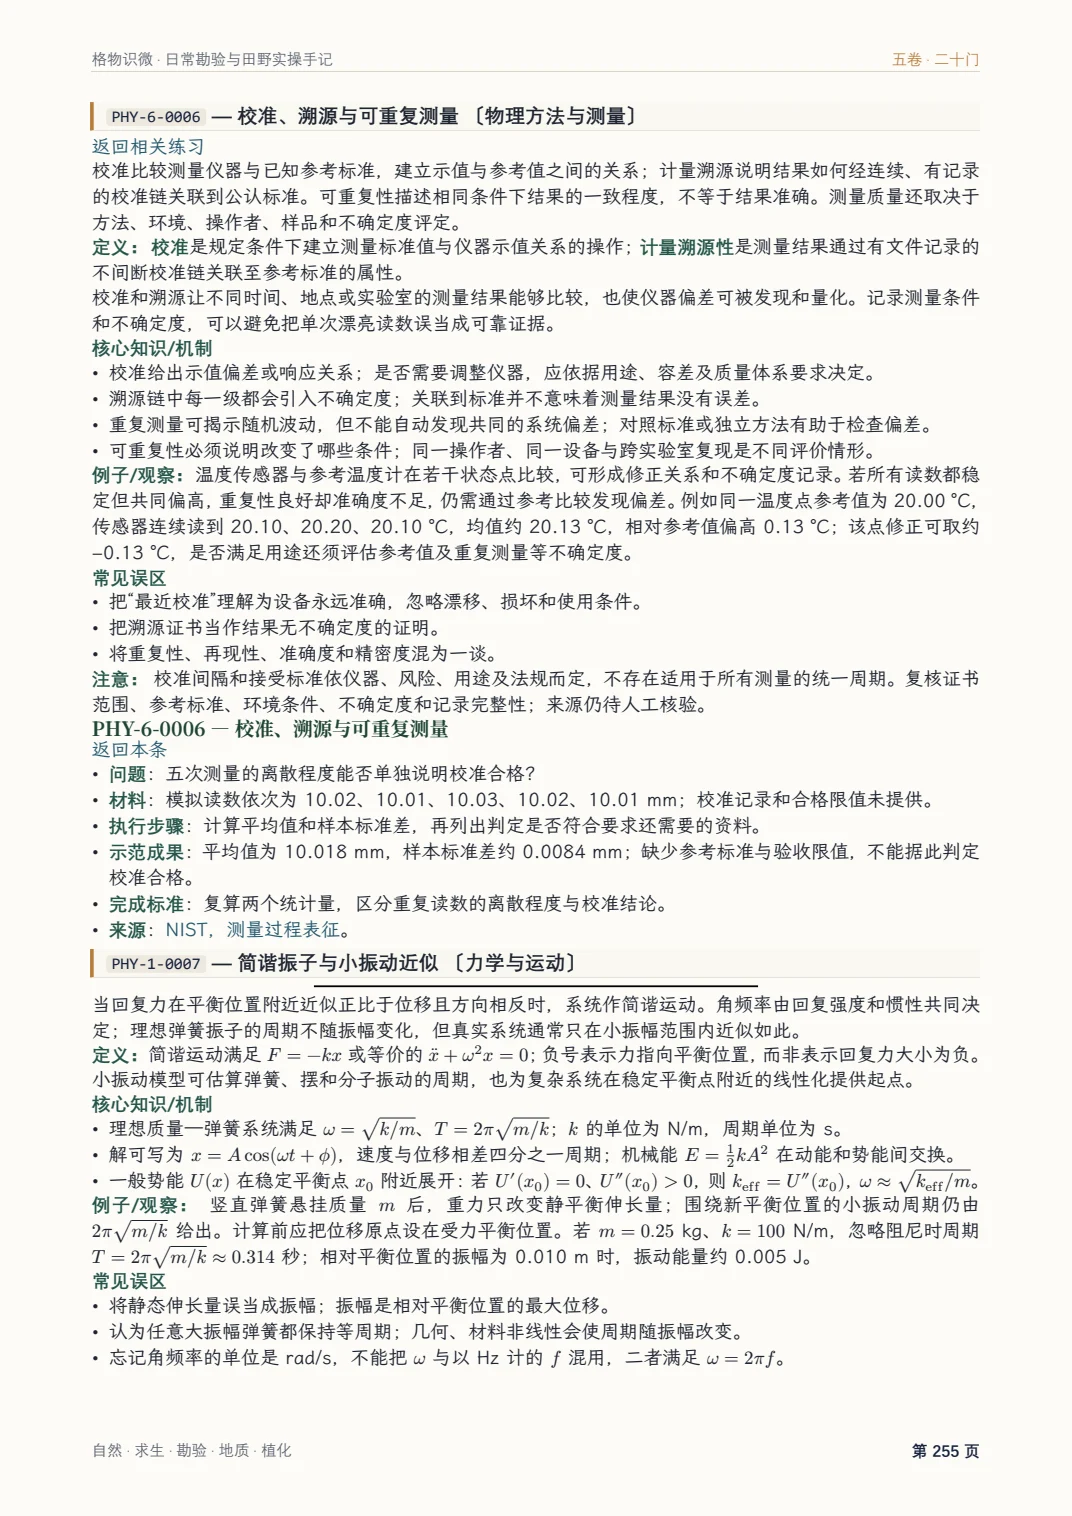 格物识微 · 日常勘验与田野实操手记
五卷 · 二十门
PHY-6-0006 — 校准、溯源与可重复测量 〔物理方法与测量〕
返回相关练习
校准比较测量仪器与已知参考标准，建立示值与参考值之间的关系；计量溯源说明结果如何经连续、有记录
的校准链关联到公认标准。可重复性描述相同条件下结果的一致程度，不等于结果准确。测量质量还取决于
方法、环境、操作者、样品和不确定度评定。
定义：校准是规定条件下建立测量标准值与仪器示值关系的操作；计量溯源性是测量结果通过有文件记录的
不间断校准链关联至参考标准的属性。
校准和溯源让不同时间、地点或实验室的测量结果能够比较，也使仪器偏差可被发现和量化。记录测量条件
和不确定度，可以避免把单次漂亮读数误当成可靠证据。
核心知识/机制
• 校准给出示值偏差或响应关系；是否需要调整仪器，应依据用途、容差及质量体系要求决定。
• 溯源链中每一级都会引入不确定度；关联到标准并不意味着测量结果没有误差。
• 重复测量可揭示随机波动，但不能自动发现共同的系统偏差；对照标准或独立方法有助于检查偏差。
• 可重复性必须说明改变了哪些条件；同一操作者、同一设备与跨实验室复现是不同评价情形。
例子/观察：温度传感器与参考温度计在若干状态点比较，可形成修正关系和不确定度记录。若所有读数都稳
定但共同偏高，重复性良好却准确度不足，仍需通过参考比较发现偏差。例如同一温度点参考值为 20.00 °C，
传感器连续读到 20.10、20.20、20.10 °C，均值约 20.13 °C，相对参考值偏高 0.13 °C；该点修正可取约
−0.13 °C，是否满足用途还须评估参考值及重复测量等不确定度。
常见误区
• 把“最近校准”理解为设备永远准确，忽略漂移、损坏和使用条件。
• 把溯源证书当作结果无不确定度的证明。
• 将重复性、再现性、准确度和精密度混为一谈。
注意：校准间隔和接受标准依仪器、风险、用途及法规而定，不存在适用于所有测量的统一周期。复核证书
范围、参考标准、环境条件、不确定度和记录完整性；来源仍待人工核验。
PHY-6-0006 — 校准、溯源与可重复测量
返回本条
• 问题：五次测量的离散程度能否单独说明校准合格？
• 材料：模拟读数依次为 10.02、10.01、10.03、10.02、10.01 mm；校准记录和合格限值未提供。
• 执行步骤：计算平均值和样本标准差，再列出判定是否符合要求还需要的资料。
• 示范成果：平均值为 10.018 mm，样本标准差约 0.0084 mm；缺少参考标准与验收限值，不能据此判定
校准合格。
• 完成标准：复算两个统计量，区分重复读数的离散程度与校准结论。
• 来源：NIST，测量过程表征。
PHY-1-0007 — 简谐振子与小振动近似 〔力学与运动〕
当回复力在平衡位置附近近似正比于位移且方向相反时，系统作简谐运动。角频率由回复强度和惯性共同决
定；理想弹簧振子的周期不随振幅变化，但真实系统通常只在小振幅范围内近似如此。
定义：简谐运动满足 $F = -kx$ 或等价的 $\ddot{x} + \omega^2 x = 0$；负号表示力指向平衡位置，而非表示回复力大小为负。
小振动模型可估算弹簧、摆和分子振动的周期，也为复杂系统在稳定平衡点附近的线性化提供起点。
核心知识/机制
• 理想质量—弹簧系统满足 $\omega = \sqrt{k/m}$、$T = 2\pi\sqrt{m/k}$；$k$ 的单位为 N/m，周期单位为 s。
• 解可写为 $x = A\cos(\omega t + \phi)$，速度与位移相差四分之一周期；机械能 $E = \frac{1}{2}kA^2$ 在动能和势能间交换。
• 一般势能 $U(x)$ 在稳定平衡点 $x_0$ 附近展开：若 $U'(x_0) = 0$、$U''(x_0) > 0$，则 $k_{\text{eff}} = U''(x_0)$，$\omega \approx \sqrt{k_{\text{eff}}/m}$。
例子/观察：竖直弹簧悬挂质量 $m$ 后，重力只改变静平衡伸长量；围绕新平衡位置的小振动周期仍由
$2\pi\sqrt{m/k}$ 给出。计算前应把位移原点设在受力平衡位置。若 $m = 0.25$ kg、$k = 100$ N/m，忽略阻尼时周期
$T = 2\pi\sqrt{m/k} \approx 0.314$ 秒；相对平衡位置的振幅为 0.010 m 时，振动能量约 0.005 J。
常见误区
• 将静态伸长量误当成振幅；振幅是相对平衡位置的最大位移。
• 认为任意大振幅弹簧都保持等周期；几何、材料非线性会使周期随振幅改变。
• 忘记角频率的单位是 rad/s，不能把 $\omega$ 与以 Hz 计的 $f$ 混用，二者满足 $\omega = 2\pi f$。
自然 · 求生 · 勘验 · 地质 · 植化
第 255 页